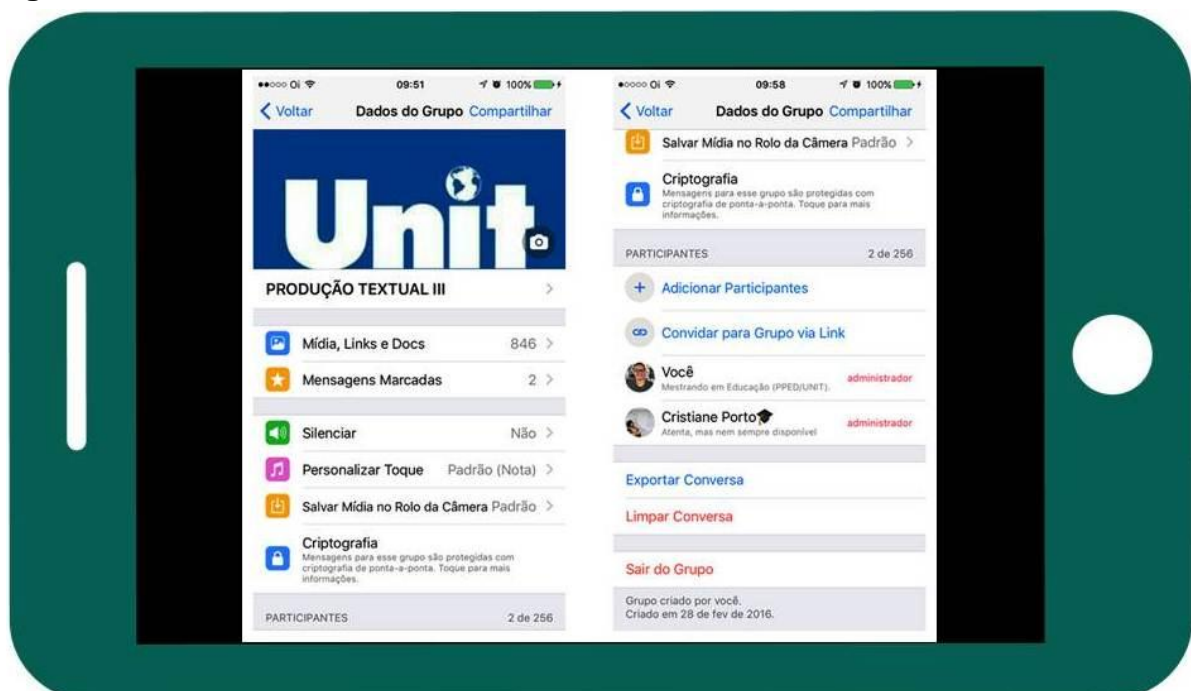 Oi 09:51 100%
Voltar Dados do Grupo Compartilhar
Unit
PRODUÇÃO TEXTUAL III
Mídia, Links e Docs 846
Mensagens Marcadas 2
Silenciar Não
Personalizar Toque Padrão (Nota)
Salvar Mídia no Rolo da Câmera Padrão
Criptografia
Mensagens para esse grupo são protegidas com
criptografia de ponta-a-ponta. Toque para mais
informações.
PARTICIPANTES 2 de 256
Oi 09:58 100%
Voltar Dados do Grupo Compartilhar
Salvar Mídia no Rolo da Câmera Padrão
Criptografia
Mensagens para esse grupo são protegidas com
criptografia de ponta-a-ponta. Toque para mais
informações.
PARTICIPANTES 2 de 256
Adicionar Participantes
Convidar para Grupo via Link
Você
Mestrando em Educação (PPED/UNIT). administrador
Cristiane Porto🎓
Atenta, mas nem sempre disponível administrador
Exportar Conversa
Limpar Conversa
Sair do Grupo
Grupo criado por você.
Criado em 28 de fev de 2016.